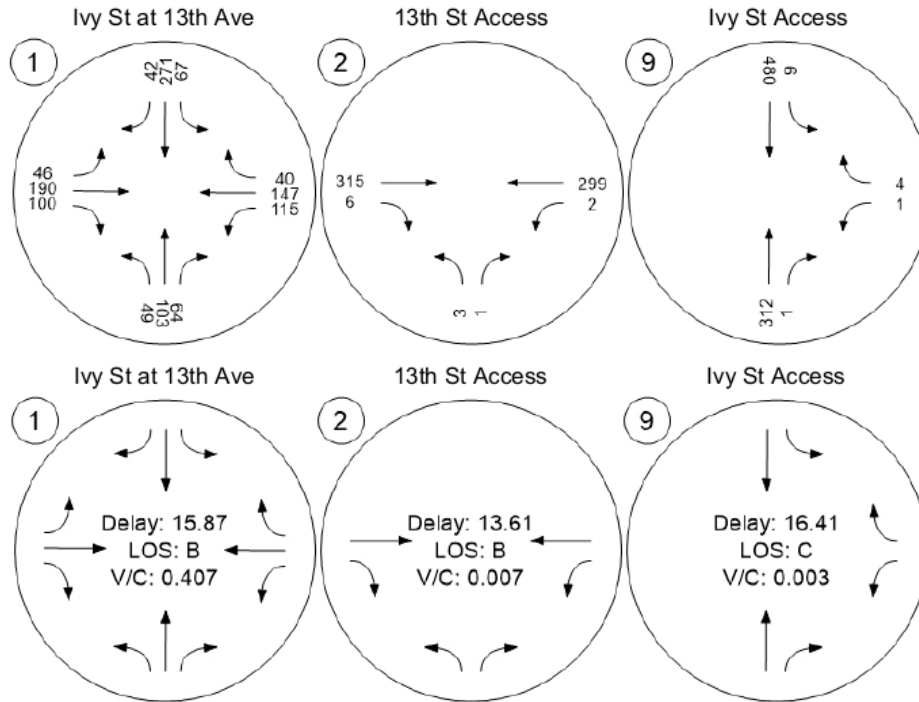 Ivy St at 13th Ave
13th St Access
Ivy St Access
1
2
9
42
271
67
46
190
100
40
147
115
49
103
64
315
6
299
2
3
1
480
6
4
1
312
1
Ivy St at 13th Ave
13th St Access
Ivy St Access
1
2
9
Delay: 15.87
LOS: B
V/C: 0.407
Delay: 13.61
LOS: B
V/C: 0.007
Delay: 16.41
LOS: C
V/C: 0.003